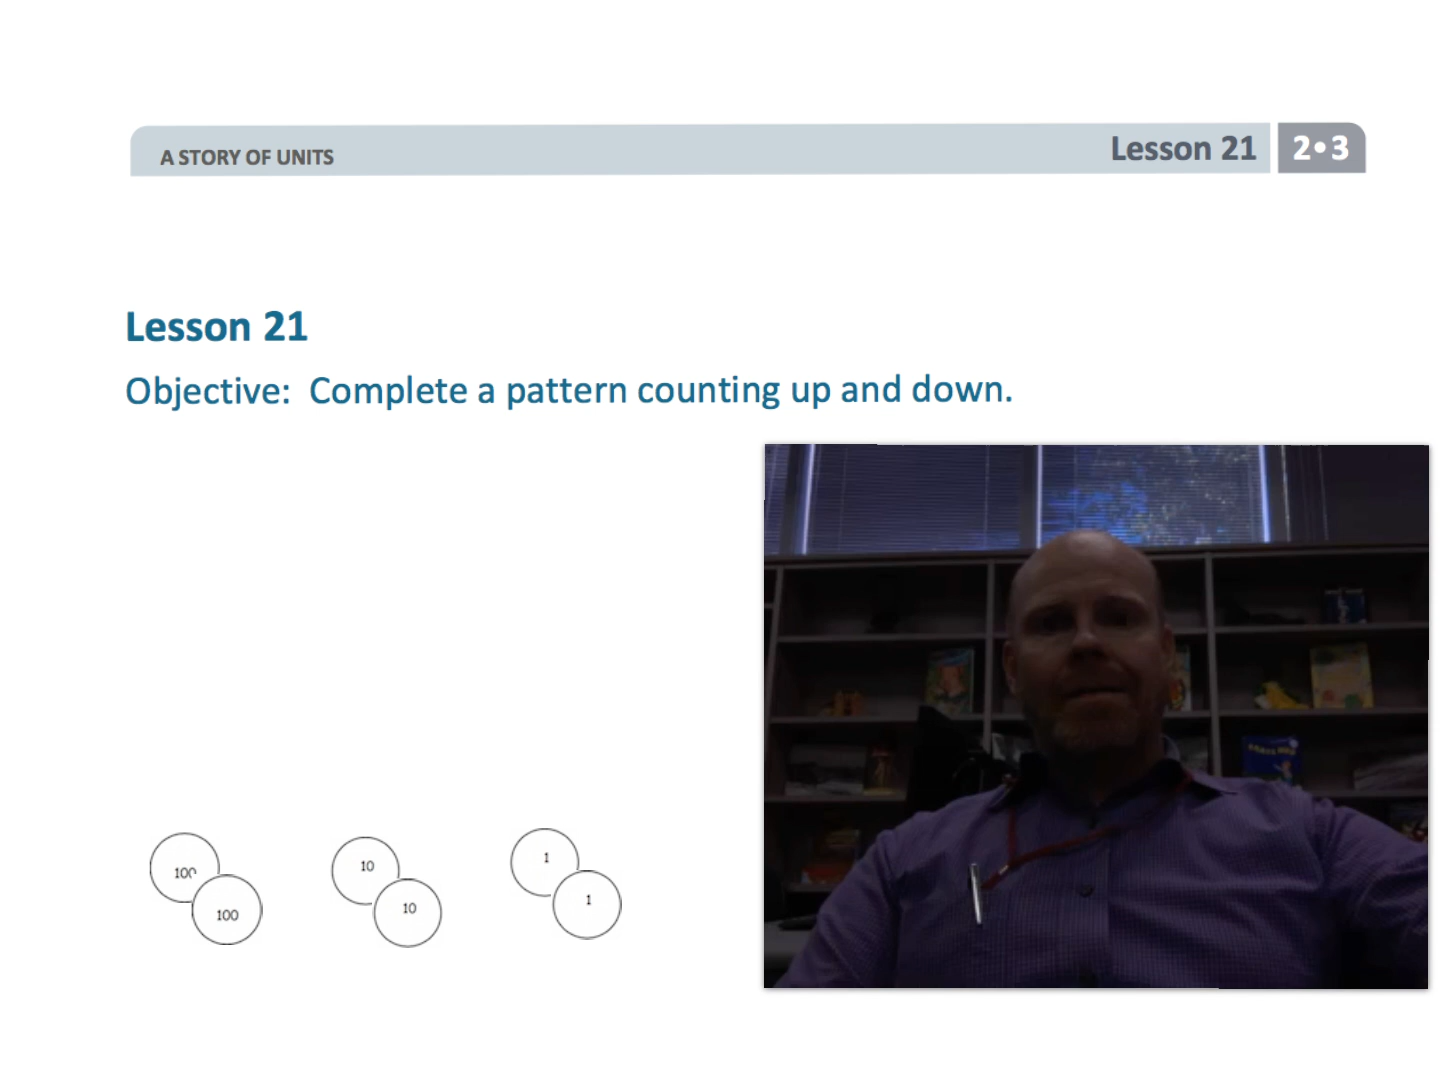 A STORY OF UNITS
Lesson 21
2•3
Lesson 21
Objective: Complete a pattern counting up and down.
100
100
10
10
1
1